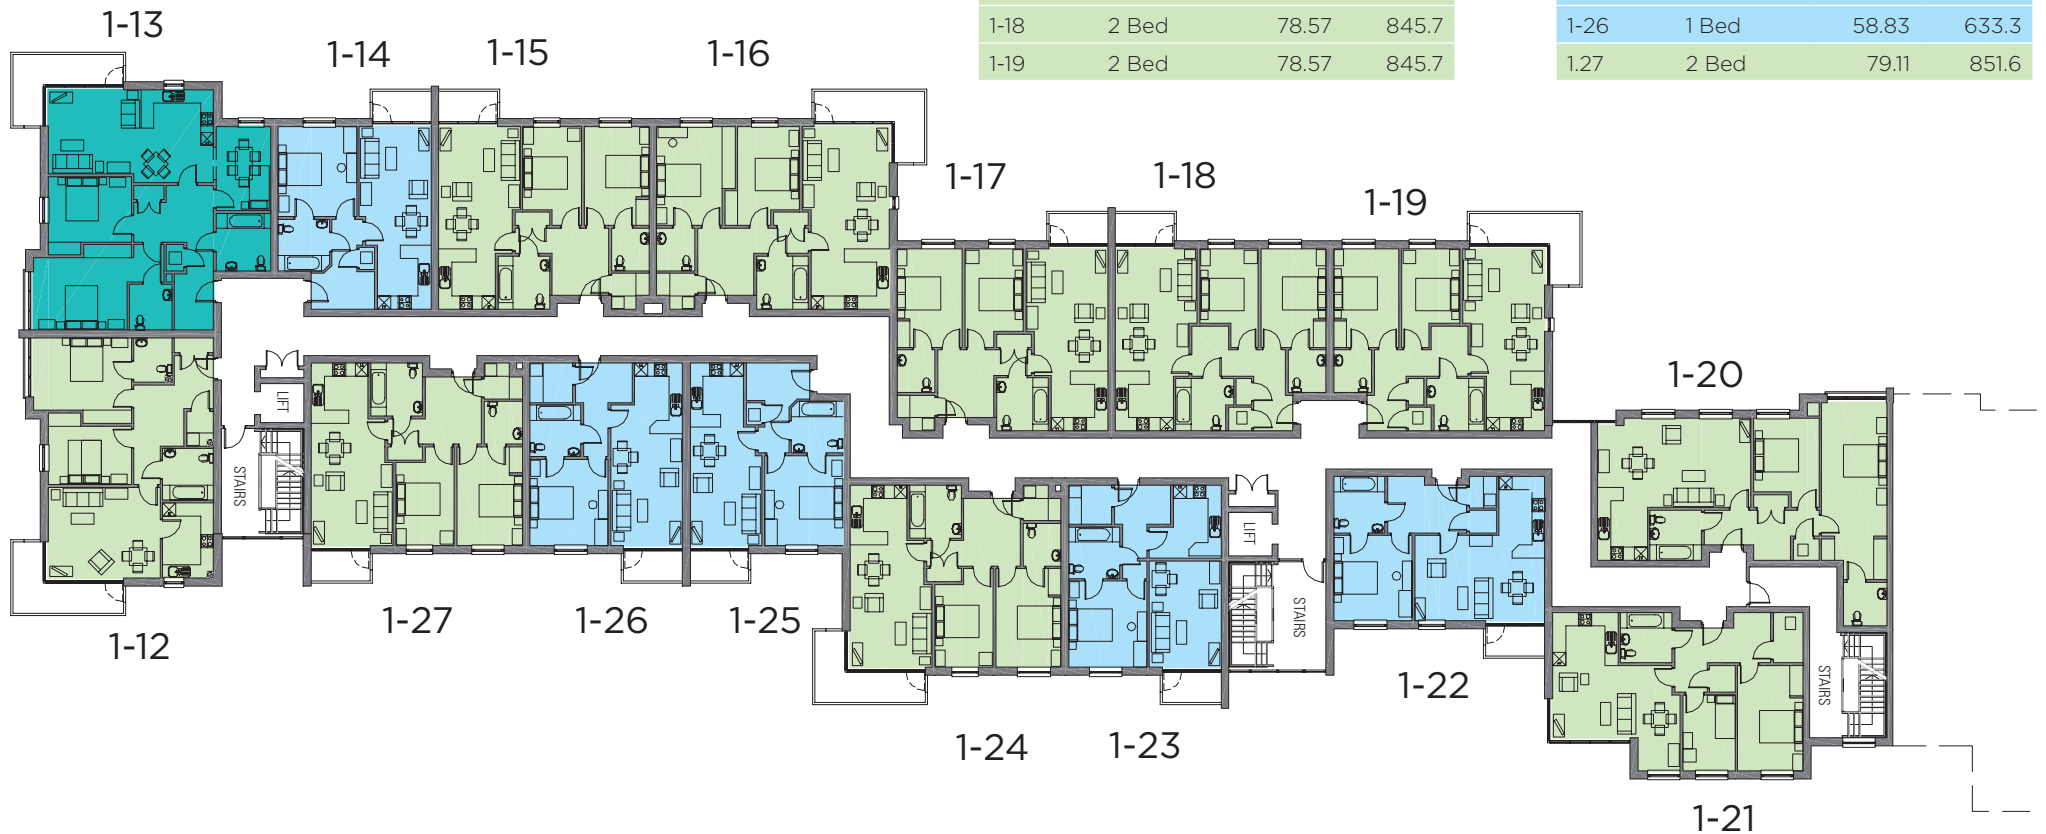 1-18 2 Bed 78.57 845.7
1-19 2 Bed 78.57 845.7
1-26 1 Bed 58.83 633.3
1.27 2 Bed 79.11 851.6
1-13
1-14
1-15
1-16
1-17
1-18
1-19
1-20
LIFT
STAIRS
LIFT
STAIRS
STAIRS
1-12
1-27
1-26
1-25
1-24
1-23
1-22
1-21